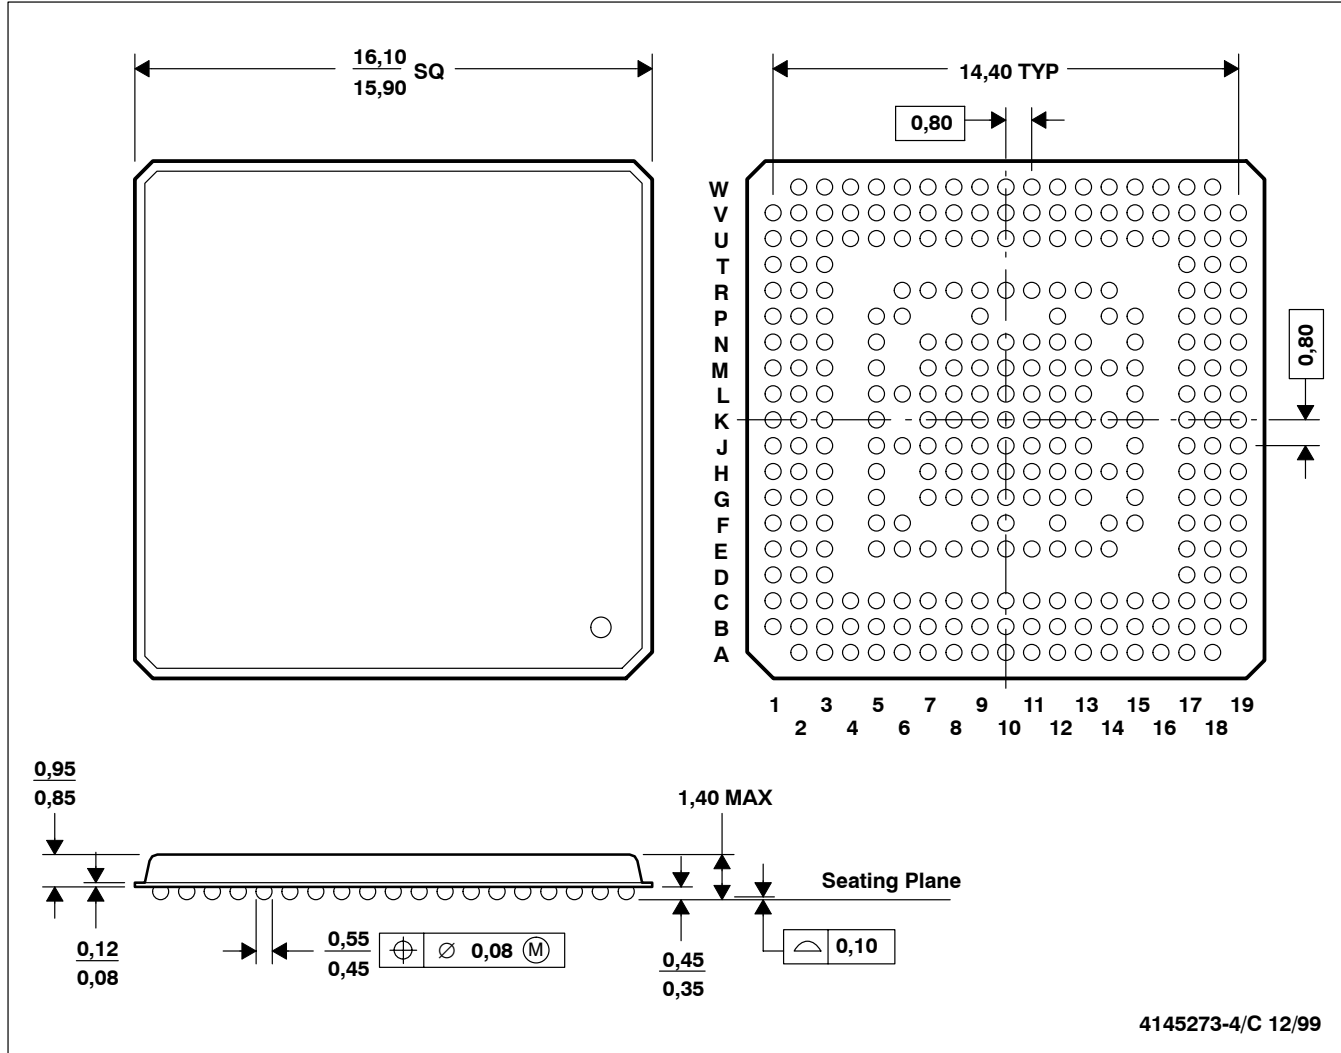 16,10
15,90
SQ
14,40 TYP
0,80
W
V
U
T
R
P
N
M
L
K
J
H
G
F
E
D
C
B
A
0,80
1 3 5 7 9 11 13 15 17 19
2 4 6 8 10 12 14 16 18
0,95
0,85
1,40 MAX
Seating Plane
0,12
0,08
0,55
0,45
⌀ 0,08 Ⓜ
0,45
0,35
0,10
4145273-4/C 12/99